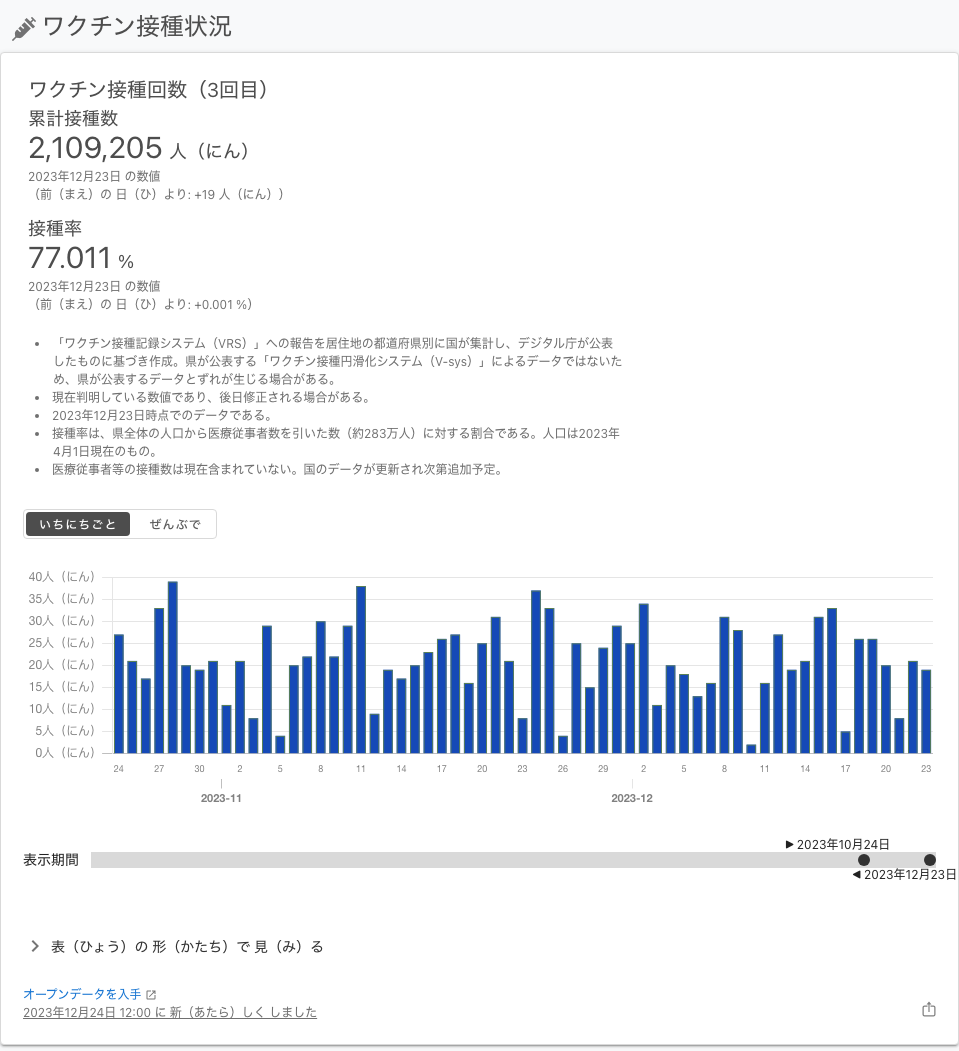 ワクチン接種状況
ワクチン接種回数（3回目）
累計接種数
2,109,205 人（にん）
2023年12月23日 の数値
（前（まえ）の 日（ひ）より: +19 人（にん））
接種率
77.011 %
2023年12月23日 の数値
（前（まえ）の 日（ひ）より: +0.001 %）
「ワクチン接種記録システム（VRS）」への報告を居住地の都道府県別に国が集計し、デジタル庁が公表
したものに基づき作成。県が公表する「ワクチン接種円滑化システム（V-sys）」によるデータではないた
め、県が公表するデータとずれが生じる場合がある。
現在判明している数値であり、後日修正される場合がある。
2023年12月23日時点でのデータである。
接種率は、県全体の人口から医療従事者数を引いた数（約283万人）に対する割合である。人口は2023年
4月1日現在のもの。
医療従事者等の接種数は現在含まれていない。国のデータが更新され次第追加予定。
いちにちごと ぜんぶで
40人（にん）
35人（にん）
30人（にん）
25人（にん）
20人（にん）
15人（にん）
10人（にん）
5人（にん）
0人（にん）
24 27 30 2 5 8 11 14 17 20 23 26 29 2 5 8 11 14 17 20 23
2023-11 2023-12
2023年10月24日
表示期間
2023年12月23日
表（ひょう）の 形（かたち）で 見（み）る
オープンデータを入手
2023年12月24日 12:00 に 新（あたら）しく しました